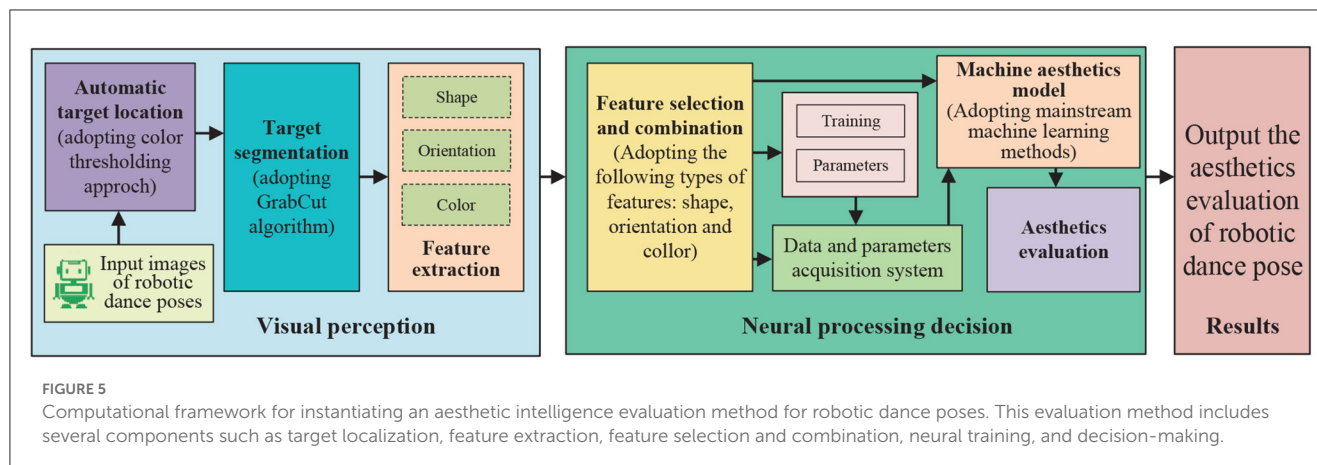 Automatic
target location
(adopting color
thresholding
approch)
Input images
of robotic
dance poses
Target
segmentation
(adopting
GrabCut
algorithm)
Shape
Orientation
Color
Feature
extraction
Visual perception
Feature selection
and combination
(Adopting the
following types of
features: shape,
orientation and
collor)
Training
Parameters
Data and parameters
acquisition system
Machine aesthetics
model
(Adopting mainstream
machine learning
methods)
Aesthetics
evaluation
Neural processing decision
Output the
aesthetics
evaluation
of robotic
dance pose
Results
FIGURE 5
Computational framework for instantiating an aesthetic intelligence evaluation method for robotic dance poses. This evaluation method includes
several components such as target localization, feature extraction, feature selection and combination, neural training, and decision-making.